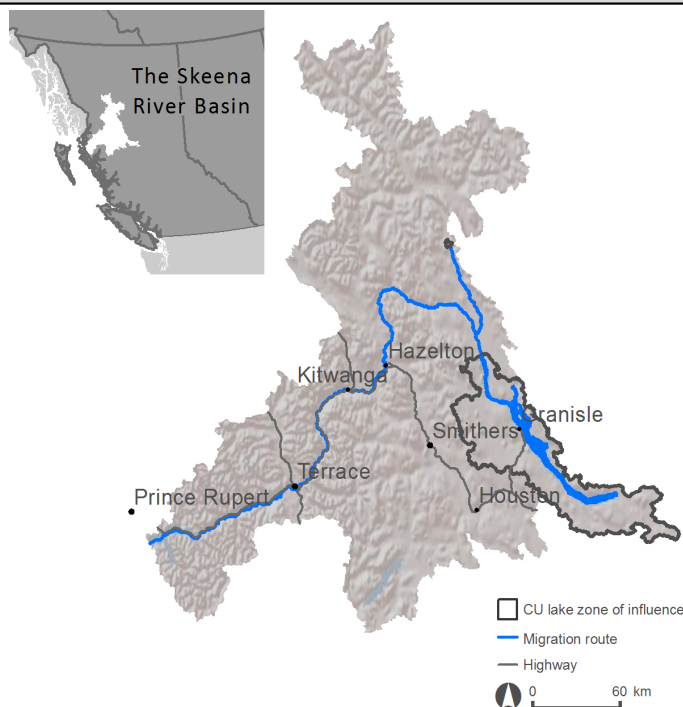 The Skeena
River Basin
Hazelton
Kitwanga
ranisle
Smithers
Terrace
Prince Rupert
Houston
CU lake zone of influence
Migration route
Highway
0 60 km